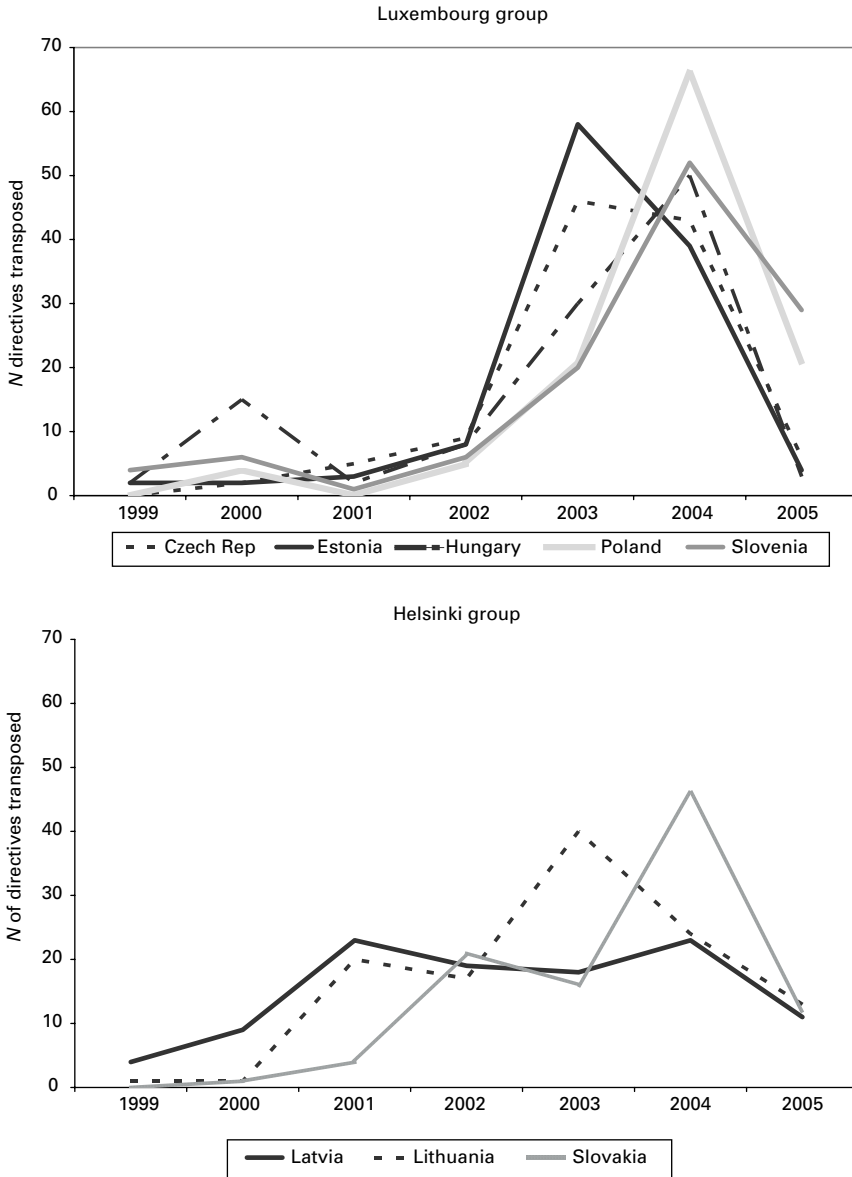 Luxembourg group
70
60
50
40
30
20
10
0
N directives transposed
1999 2000 2001 2002 2003 2004 2005
Czech Rep Estonia Hungary Poland Slovenia
Helsinki group
70
60
50
40
30
20
10
0
N of directives transposed
1999 2000 2001 2002 2003 2004 2005
Latvia Lithuania Slovakia